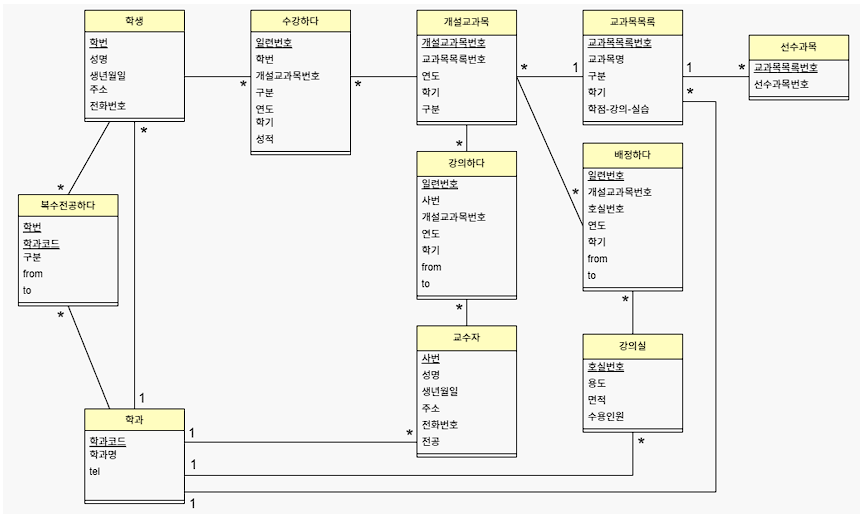 학생
학번
성명
생년월일
주소
전화번호
수강하다
일련번호
학번
개설교과목번호
구분
연도
학기
성적
개설교과목
개설교과목번호
교과목목록번호
연도
학기
구분
교과목목록
교과목목록번호
교과목명
구분
학기
학점-강의-실습
선수과목
교과목목록번호
선수과목번호
* * * 1 1 *
*
*
*
강의하다
일련번호
사번
개설교과목번호
연도
학기
from
to
배정하다
일련번호
개설교과목번호
호실번호
연도
학기
from
to
*
*
복수전공하다
학번
학과코드
구분
from
to
*
*
*
교수자
사번
성명
생년월일
주소
전화번호
전공
강의실
호실번호
용도
면적
수용인원
1
학과
학과코드
학과명
tel
1 *
1 *
1